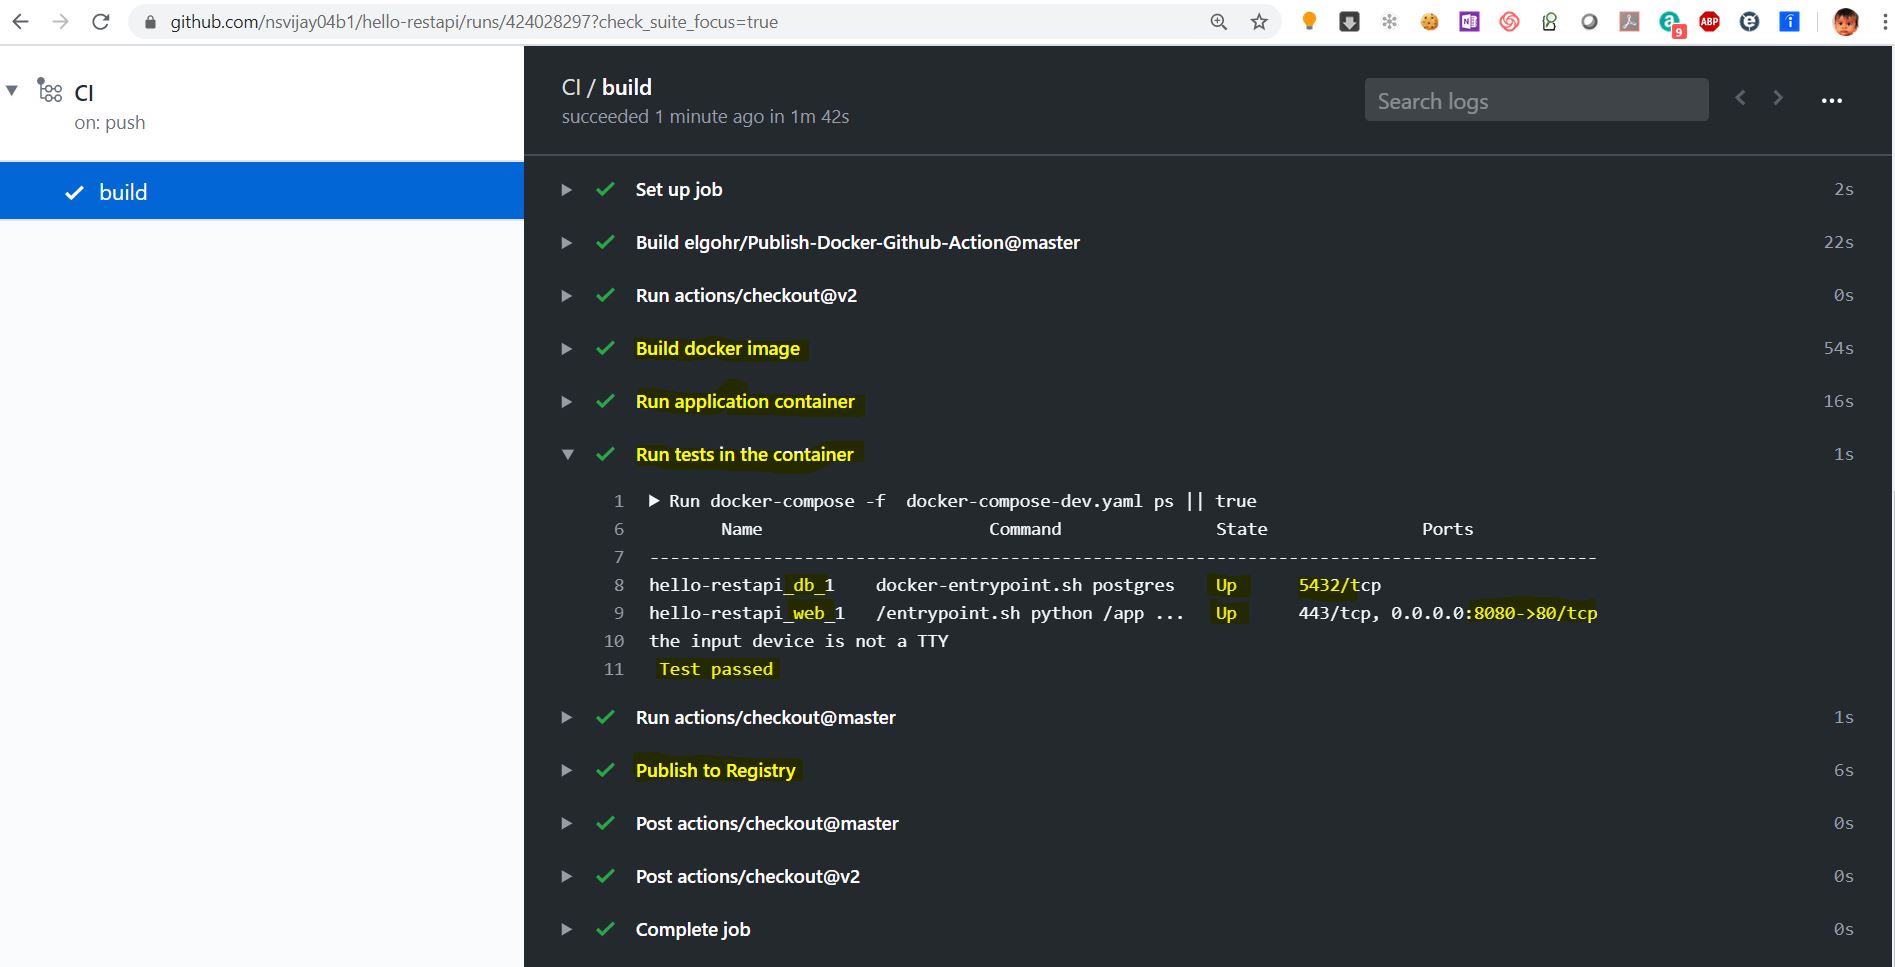 github.com/nsvijay04b1/hello-restapi/runs/424028297?check_suite_focus=true
9
ABP
CI
on: push
build
CI / build
succeeded 1 minute ago in 1m 42s
Search logs
Set up job 2s
Build elgohr/Publish-Docker-Github-Action@master 22s
Run actions/checkout@v2 0s
Build docker image 54s
Run application container 16s
Run tests in the container 1s
1 Run docker-compose -f  docker-compose-dev.yaml ps || true
6 Name Command State Ports
7 --------------------------------------------------------------------------------------------
8 hello-restapi_db_1 docker-entrypoint.sh postgres Up 5432/tcp
9 hello-restapi_web_1 /entrypoint.sh python /app ... Up 443/tcp, 0.0.0.0:8080->80/tcp
10 the input device is not a TTY
11 Test passed
Run actions/checkout@master 1s
Publish to Registry 6s
Post actions/checkout@master 0s
Post actions/checkout@v2 0s
Complete job 0s